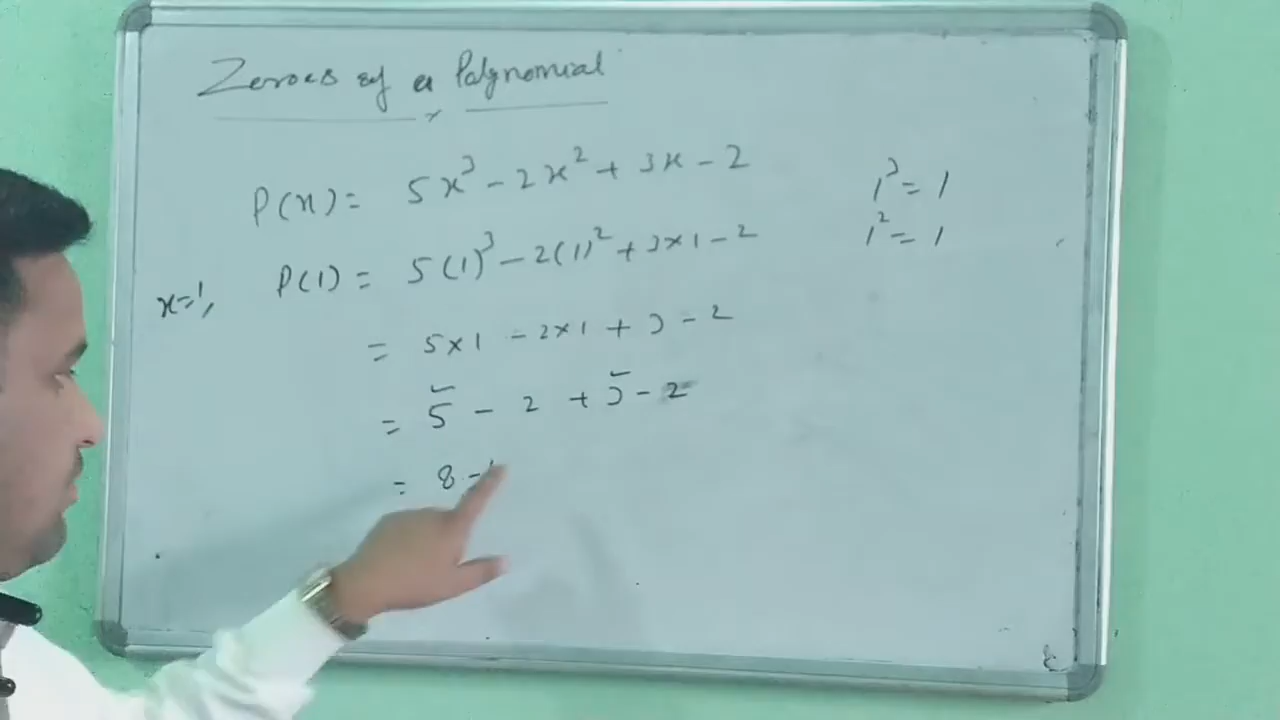 Zeroes of a Polynomial
P(x) = 5x³ - 2x² + 3x - 2
1³ = 1
1² = 1
x=1,
P(1) = 5(1)³ - 2(1)² + 3×1 - 2
= 5×1 - 2×1 + 3 - 2
= 5 - 2 + 3 - 2
= 8 -